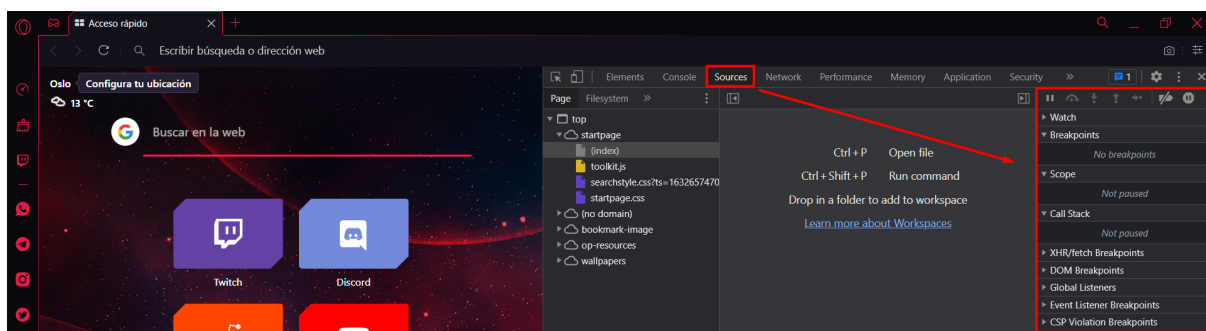 Acceso rápido
Escribir búsqueda o dirección web
Oslo
Configura tu ubicación
13 °C
Buscar en la web
Twitch
Discord
Elements Console Sources Network Performance Memory Application Security » 1
Page Filesystem »
top
startpage
(index)
toolkit.js
searchstyle.css?ts=1632657470
startpage.css
(no domain)
bookmark-image
op-resources
wallpapers
Ctrl + P Open file
Ctrl + Shift + P Run command
Drop in a folder to add to workspace
Learn more about Workspaces
Watch
Breakpoints
No breakpoints
Scope
Not paused
Call Stack
Not paused
XHR/fetch Breakpoints
DOM Breakpoints
Global Listeners
Event Listener Breakpoints
CSP Violation Breakpoints